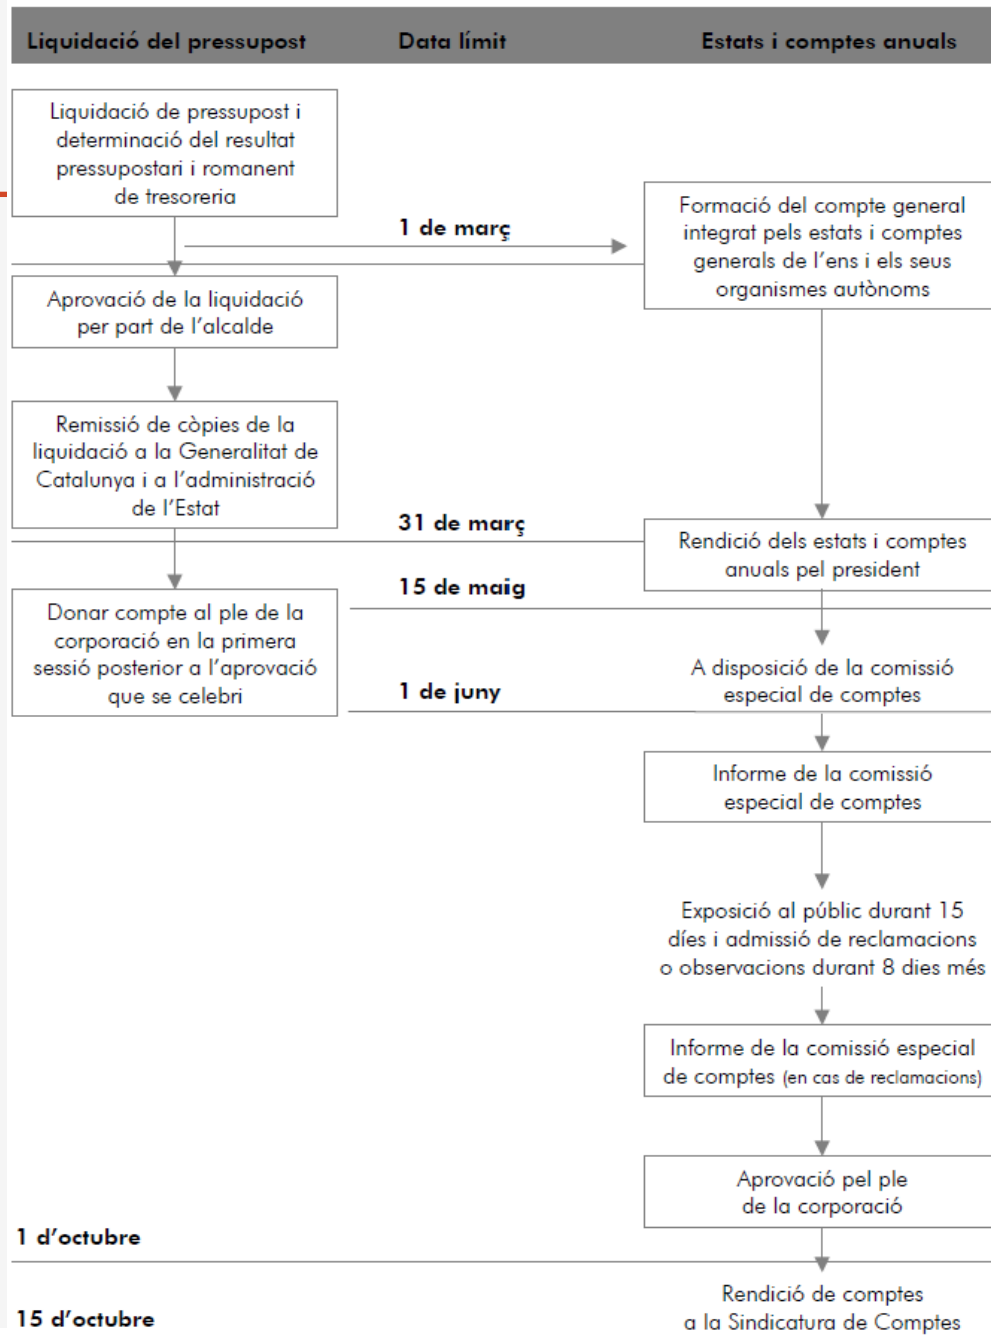 Liquidació del pressupost
Data límit
Estats i comptes anuals
Liquidació de pressupost i
determinació del resultat
pressupostari i romanent
de tresoreria
1 de març
Formació del compte general
integrat pels estats i comptes
generals de l'ens i els seus
organismes autònoms
Aprovació de la liquidació
per part de l'alcalde
Remissió de còpies de la
liquidació a la Generalitat de
Catalunya i a l'administració
de l'Estat
31 de març
Rendició dels estats i comptes
anuals pel president
15 de maig
Donar compte al ple de la
corporació en la primera
sessió posterior a l'aprovació
que se celebri
A disposició de la comissió
especial de comptes
1 de juny
Informe de la comissió
especial de comptes
Exposició al públic durant 15
díes i admissió de reclamacions
o observacions durant 8 dies més
Informe de la comissió especial
de comptes (en cas de reclamacions)
Aprovació pel ple
de la corporació
1 d'octubre
Rendició de comptes
a la Sindicatura de Comptes
15 d'octubre